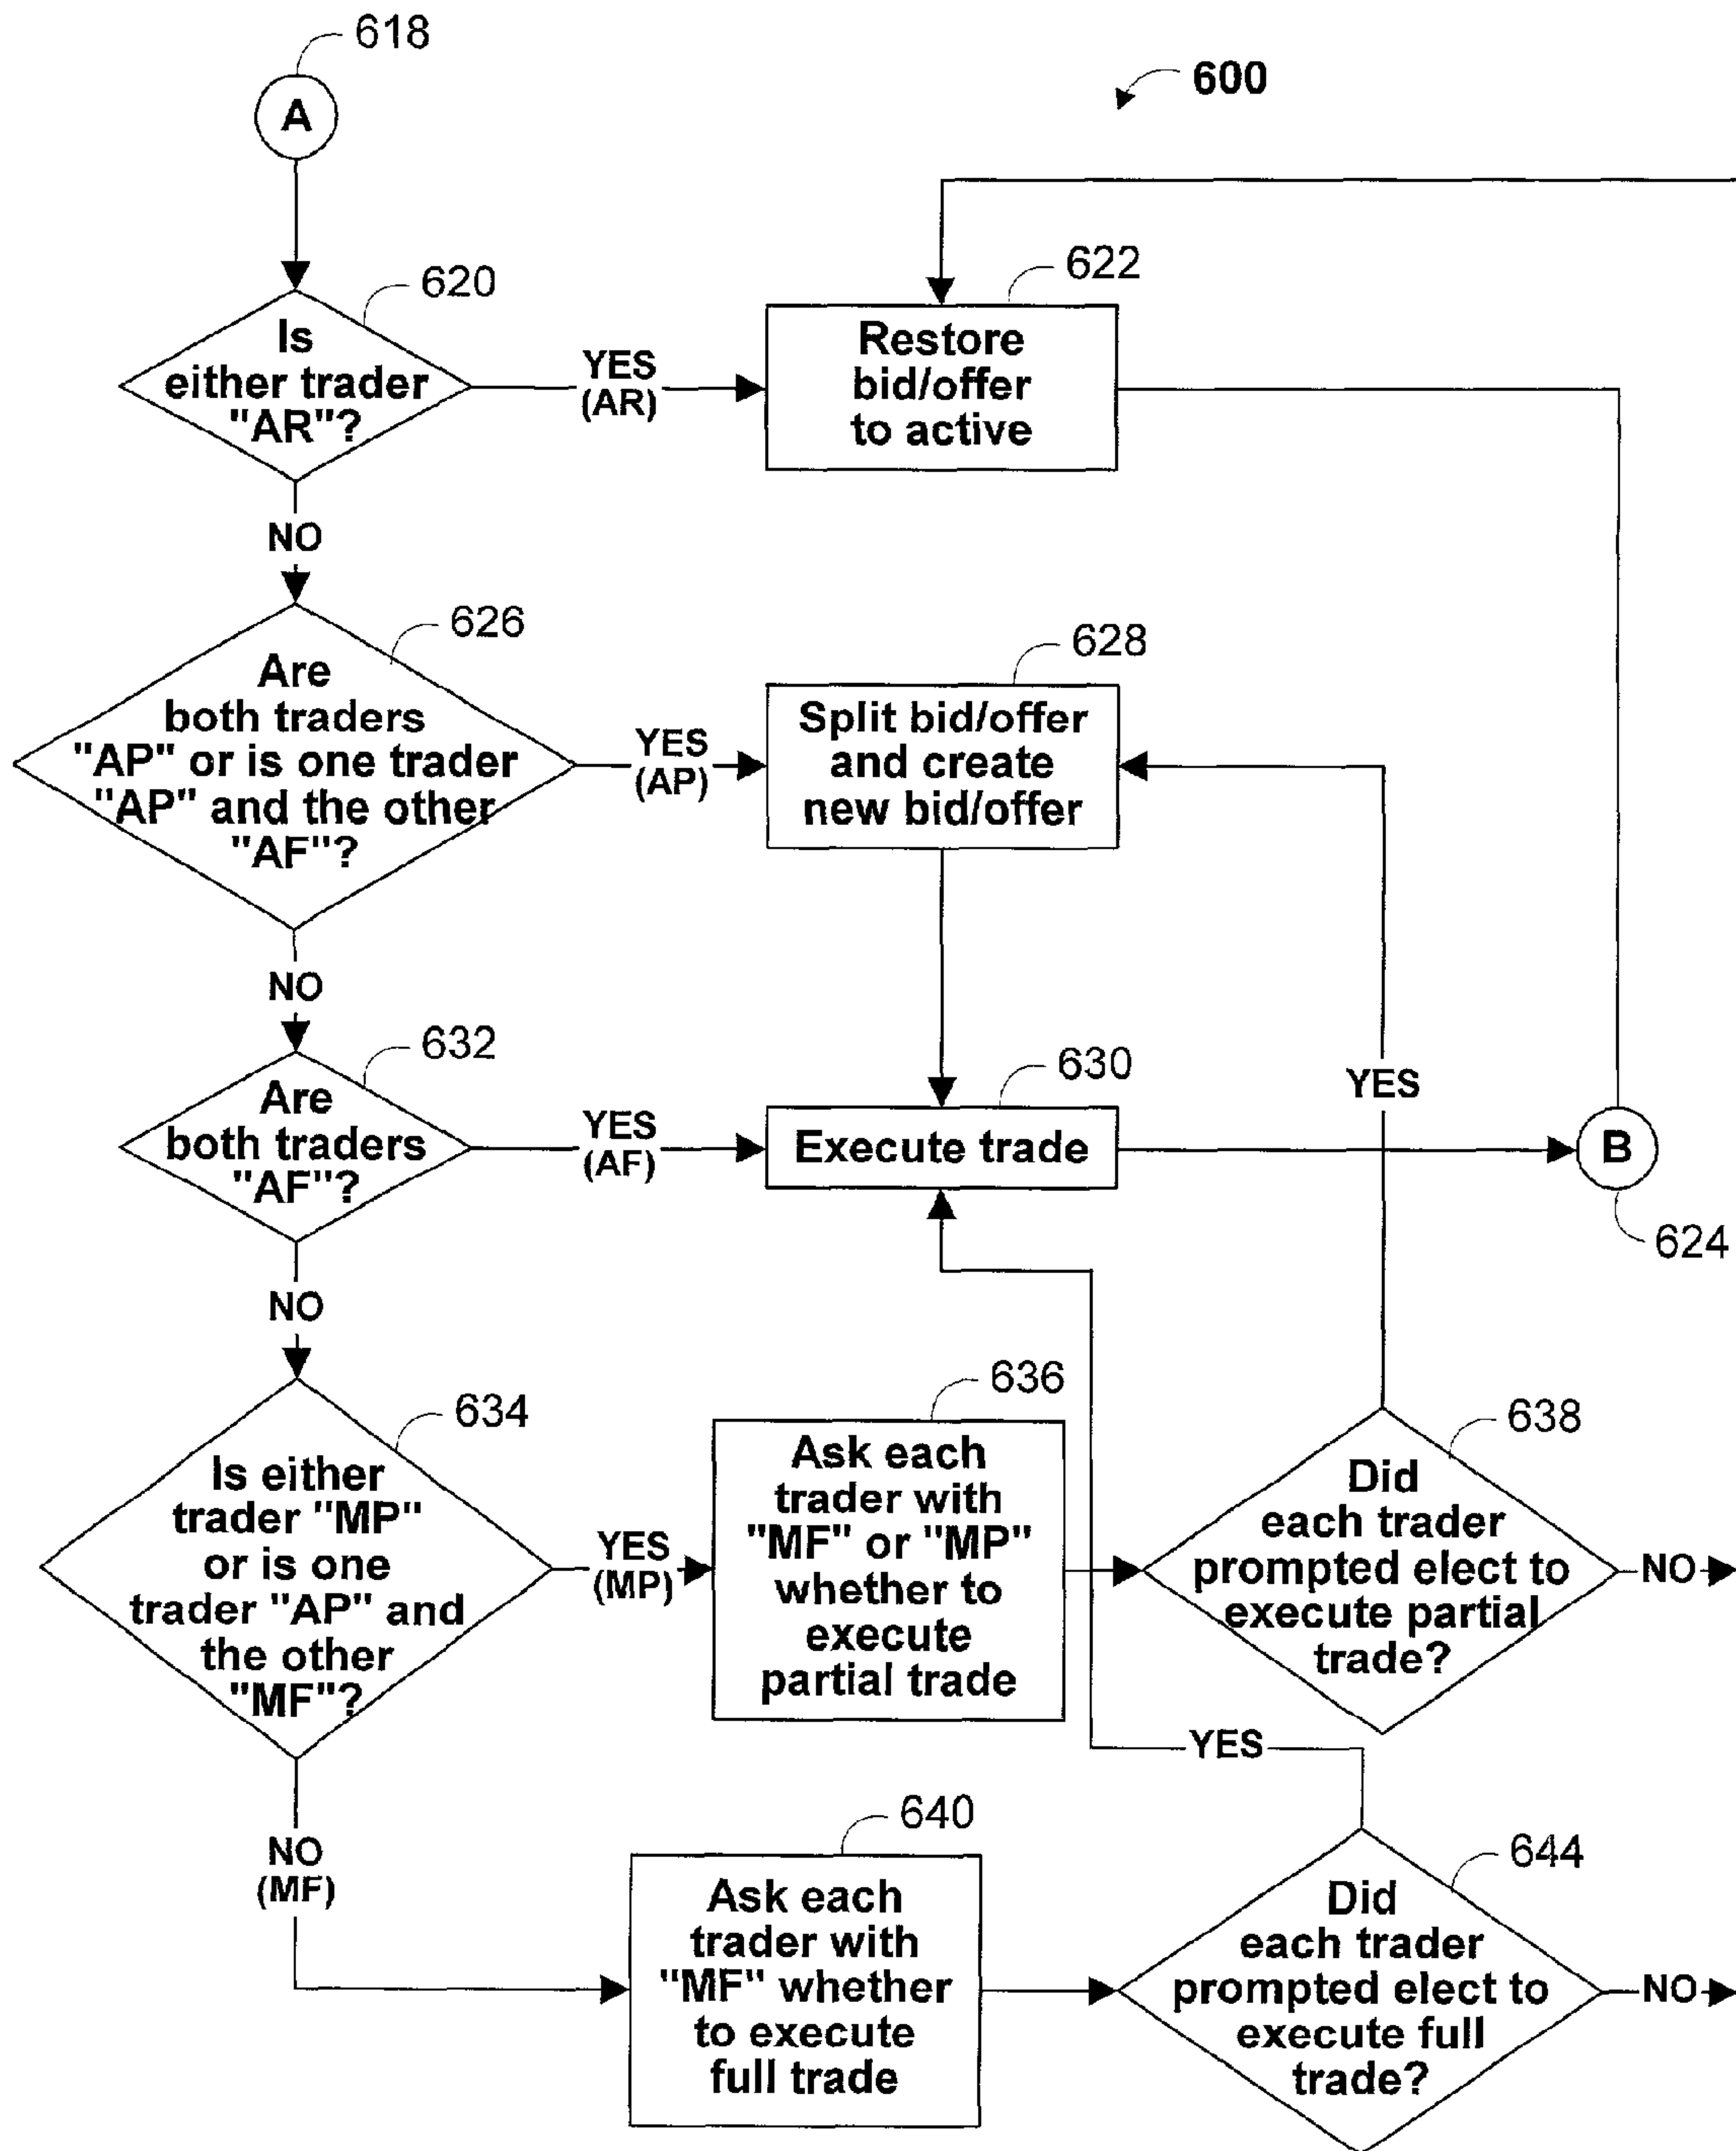 618
A
600
620
Is
either trader
"AR"?
YES
(AR)
622
Restore
bid/offer
to active
NO
626
Are
both traders
"AP" or is one trader
"AP" and the other
"AF"?
YES
(AP)
628
Split bid/offer
and create
new bid/offer
NO
632
Are
both traders
"AF"?
YES
(AF)
630
Execute trade
YES
B
624
NO
634
Is either
trader "MP"
or is one
trader "AP" and
the other
"MF"?
YES
(MP)
636
Ask each
trader with
"MF" or "MP"
whether to
execute
partial trade
638
Did
each trader
prompted elect to
execute partial
trade?
NO
YES
NO
(MF)
640
Ask each
trader with
"MF" whether
to execute
full trade
644
Did
each trader
prompted elect to
execute full
trade?
NO